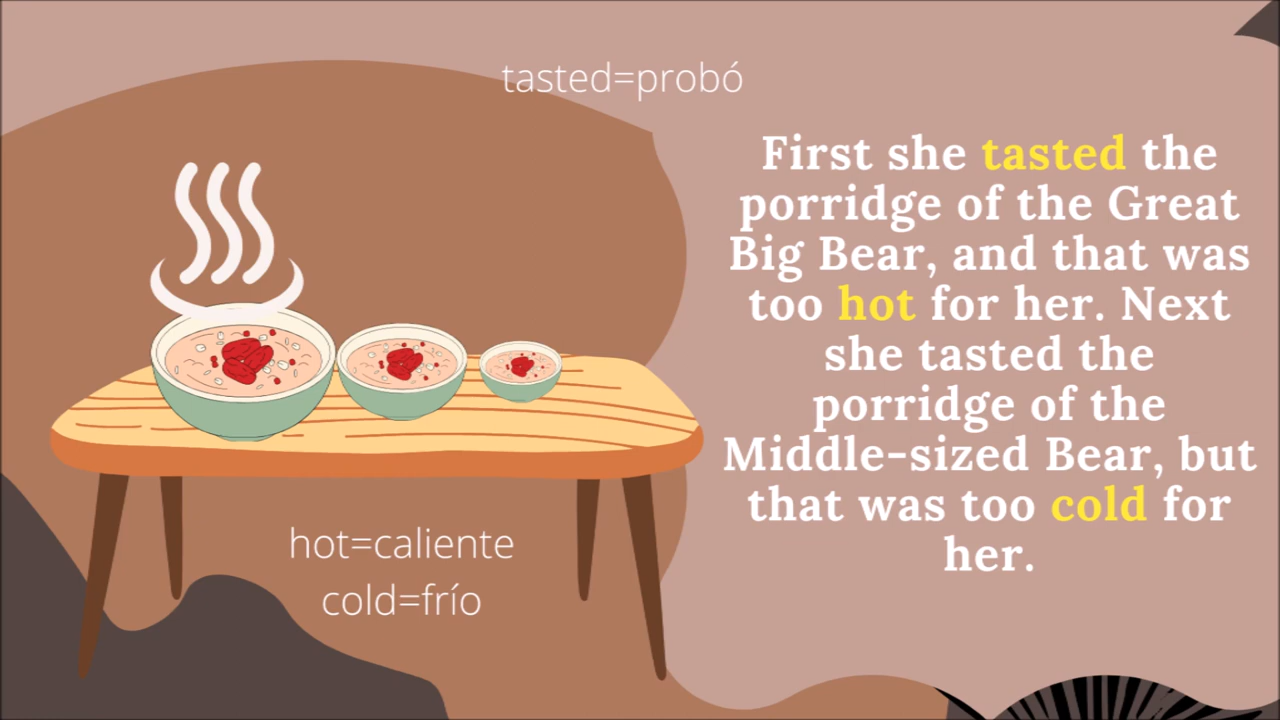 tasted=probó
First she tasted the
porridge of the Great
Big Bear, and that was
too hot for her. Next
she tasted the
porridge of the
Middle-sized Bear, but
that was too cold for
her.
hot=caliente
cold=frío